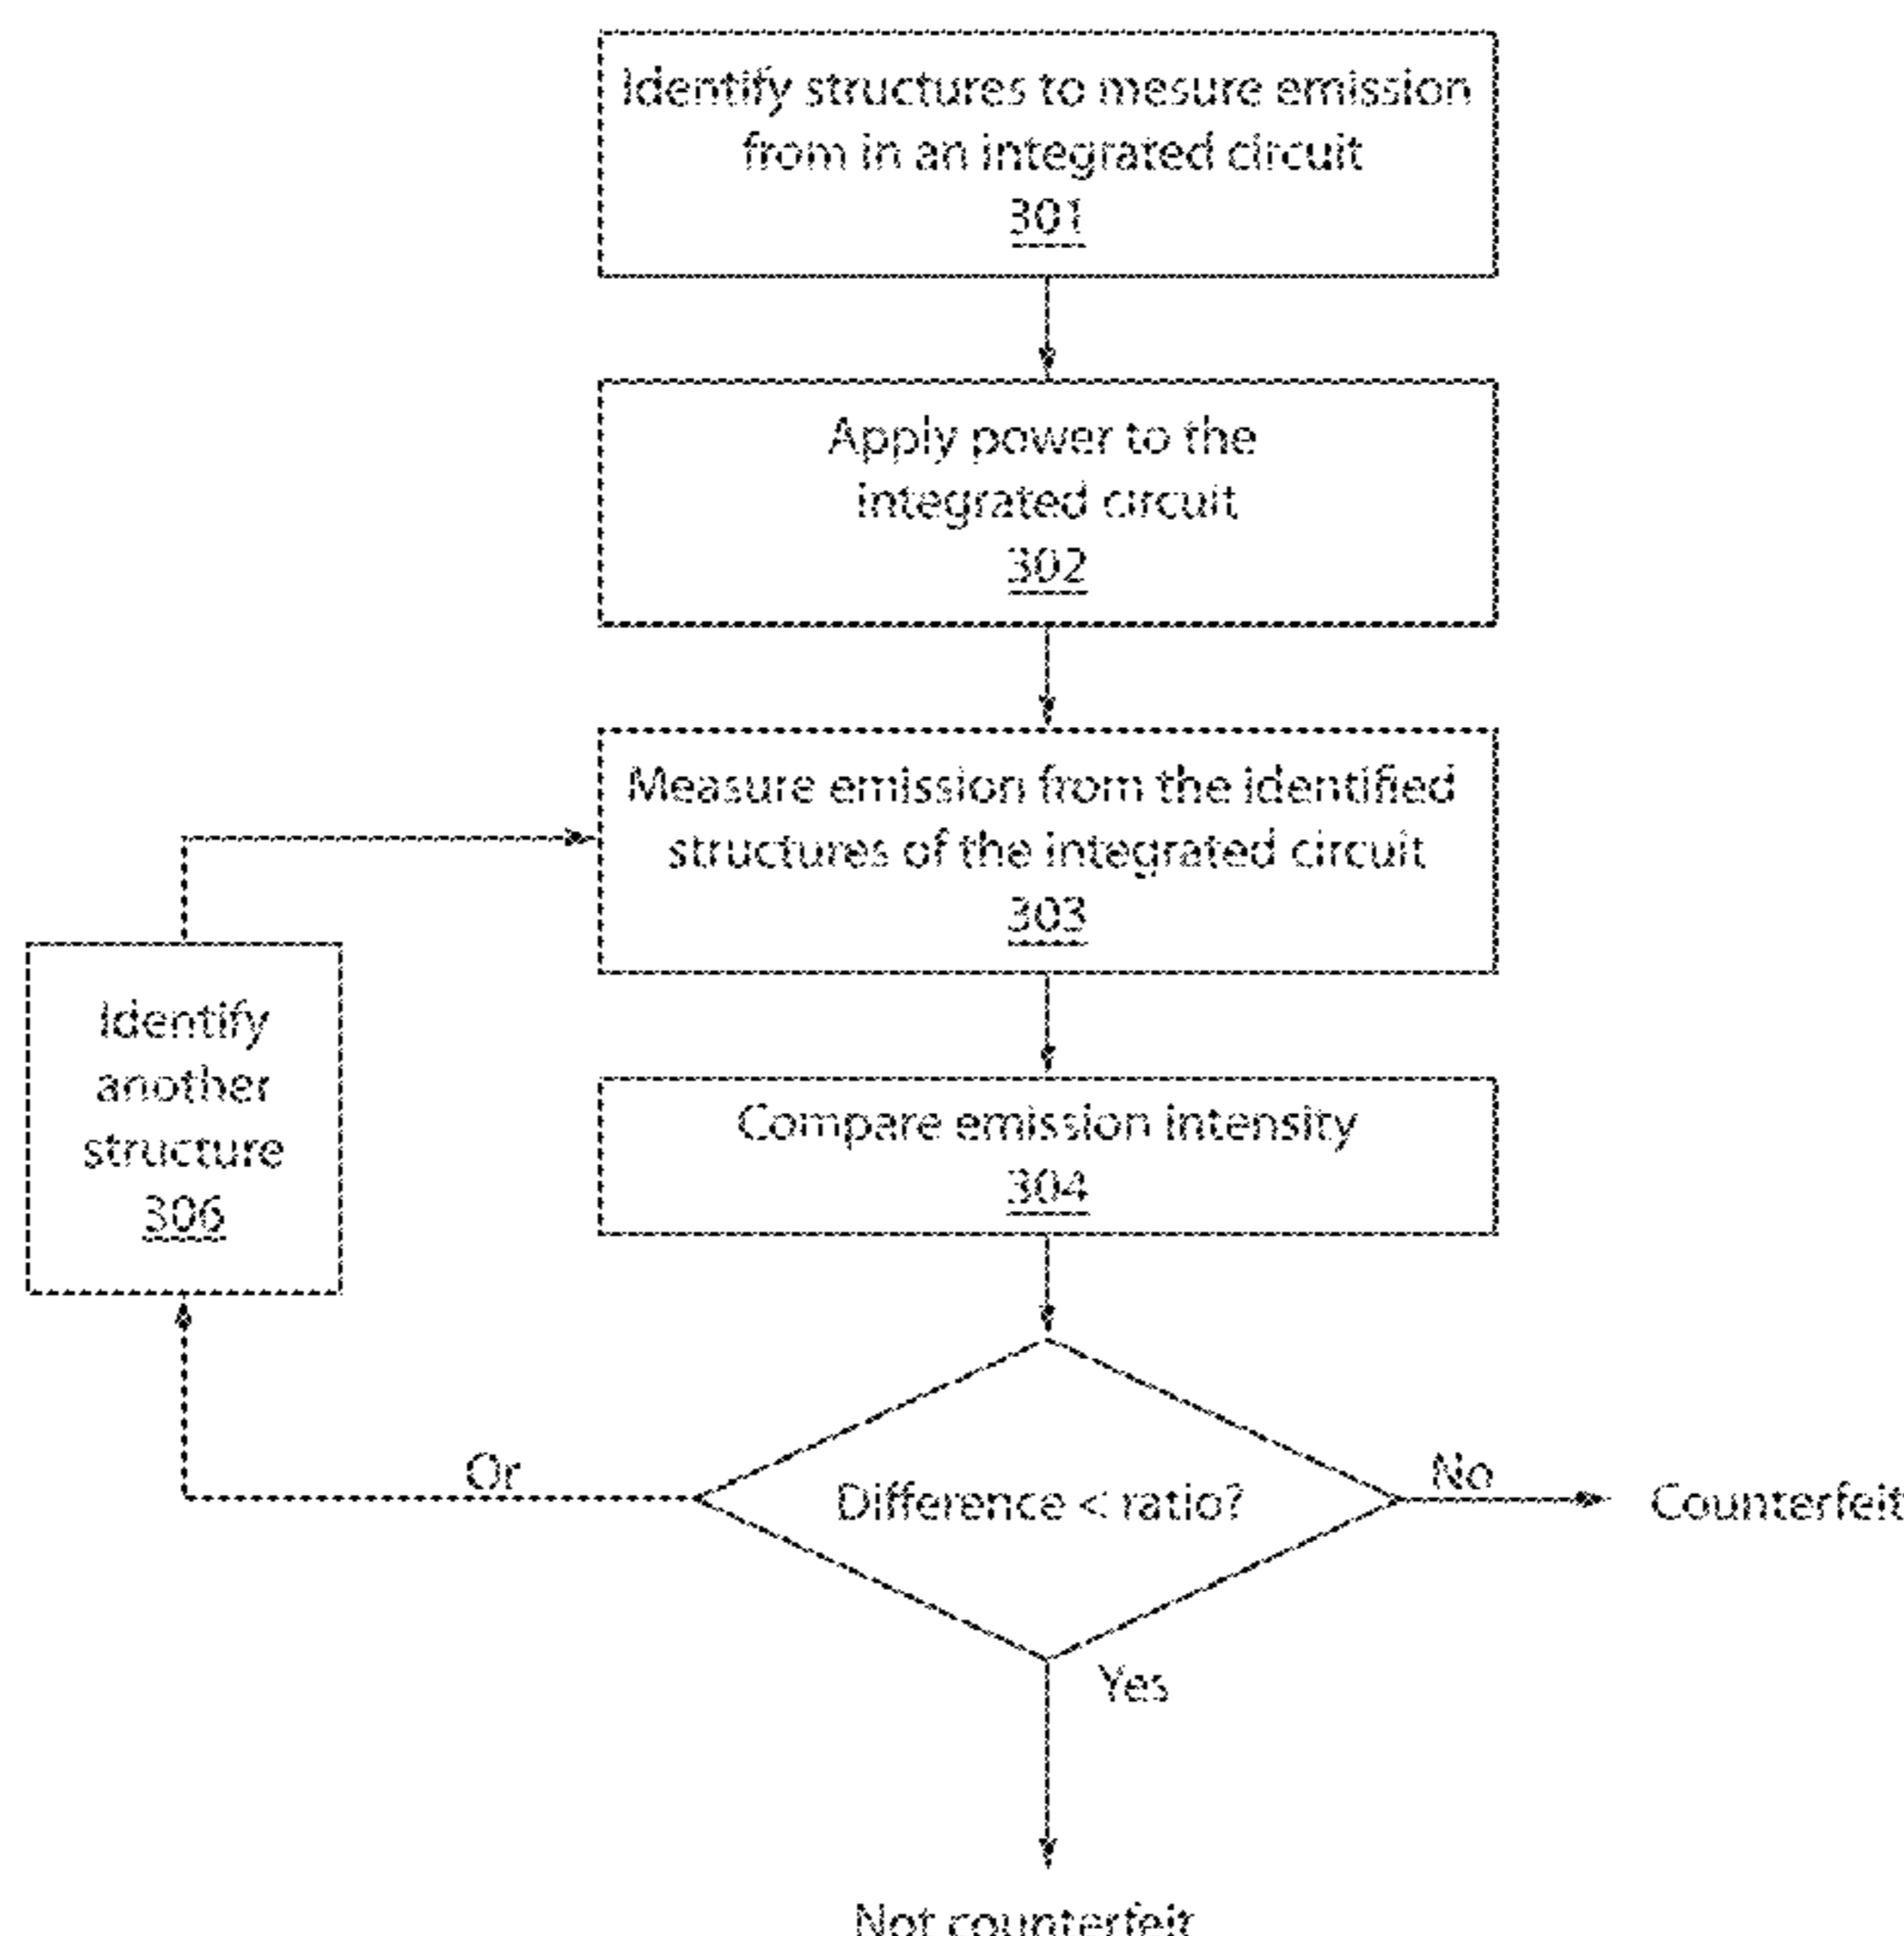 Identify structures to mesure emission
from in an integrated circuit
301
Apply power to the
integrated circuit
302
Measure emission from the identified
structures of the integrated circuit
303
Identify
another
structure
306
Compare emission intensity
304
Or
Difference < ratio?
No
Counterfeit
Yes
Not counterfeit